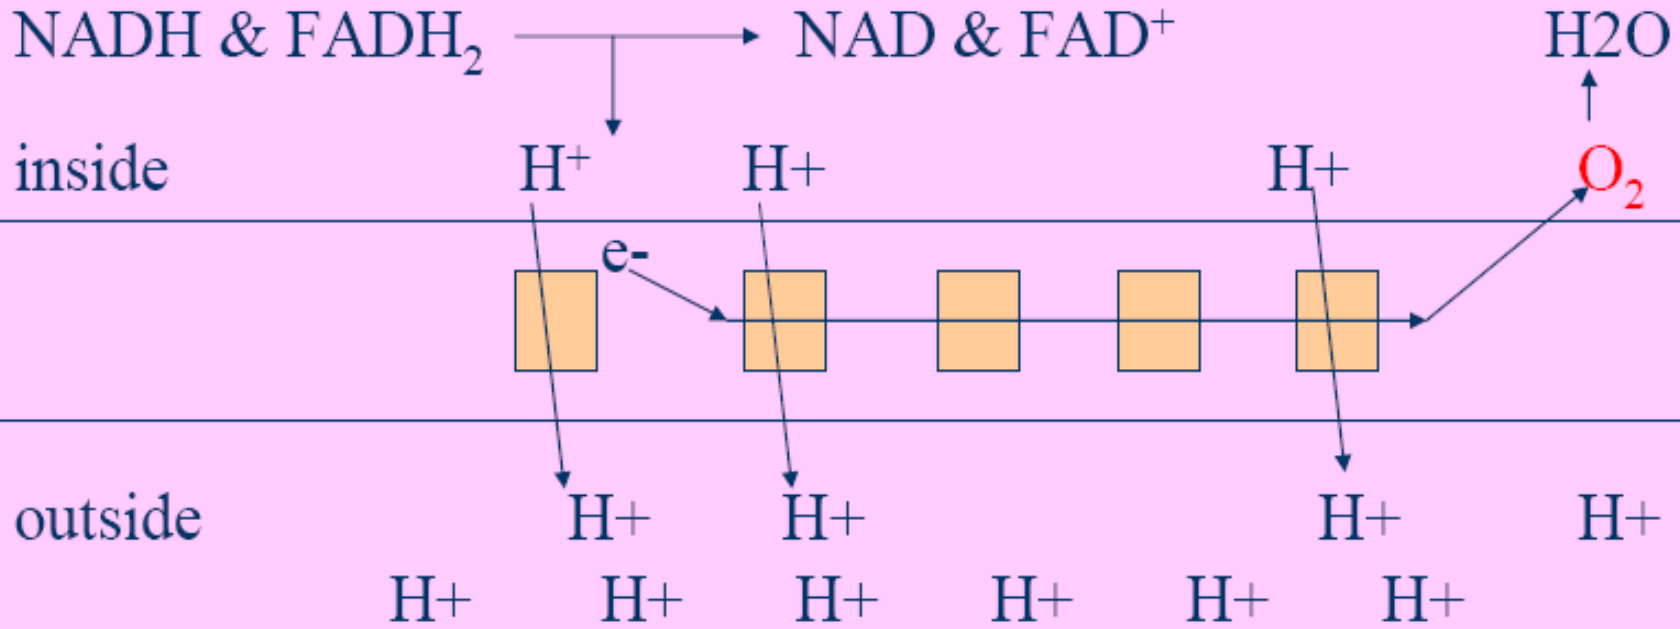 NADH & FADH₂ NAD & FAD⁺ H2O
inside H⁺ H+ H+ O₂
e-
outside H+ H+ H+ H+
H+ H+ H+ H+ H+ H+